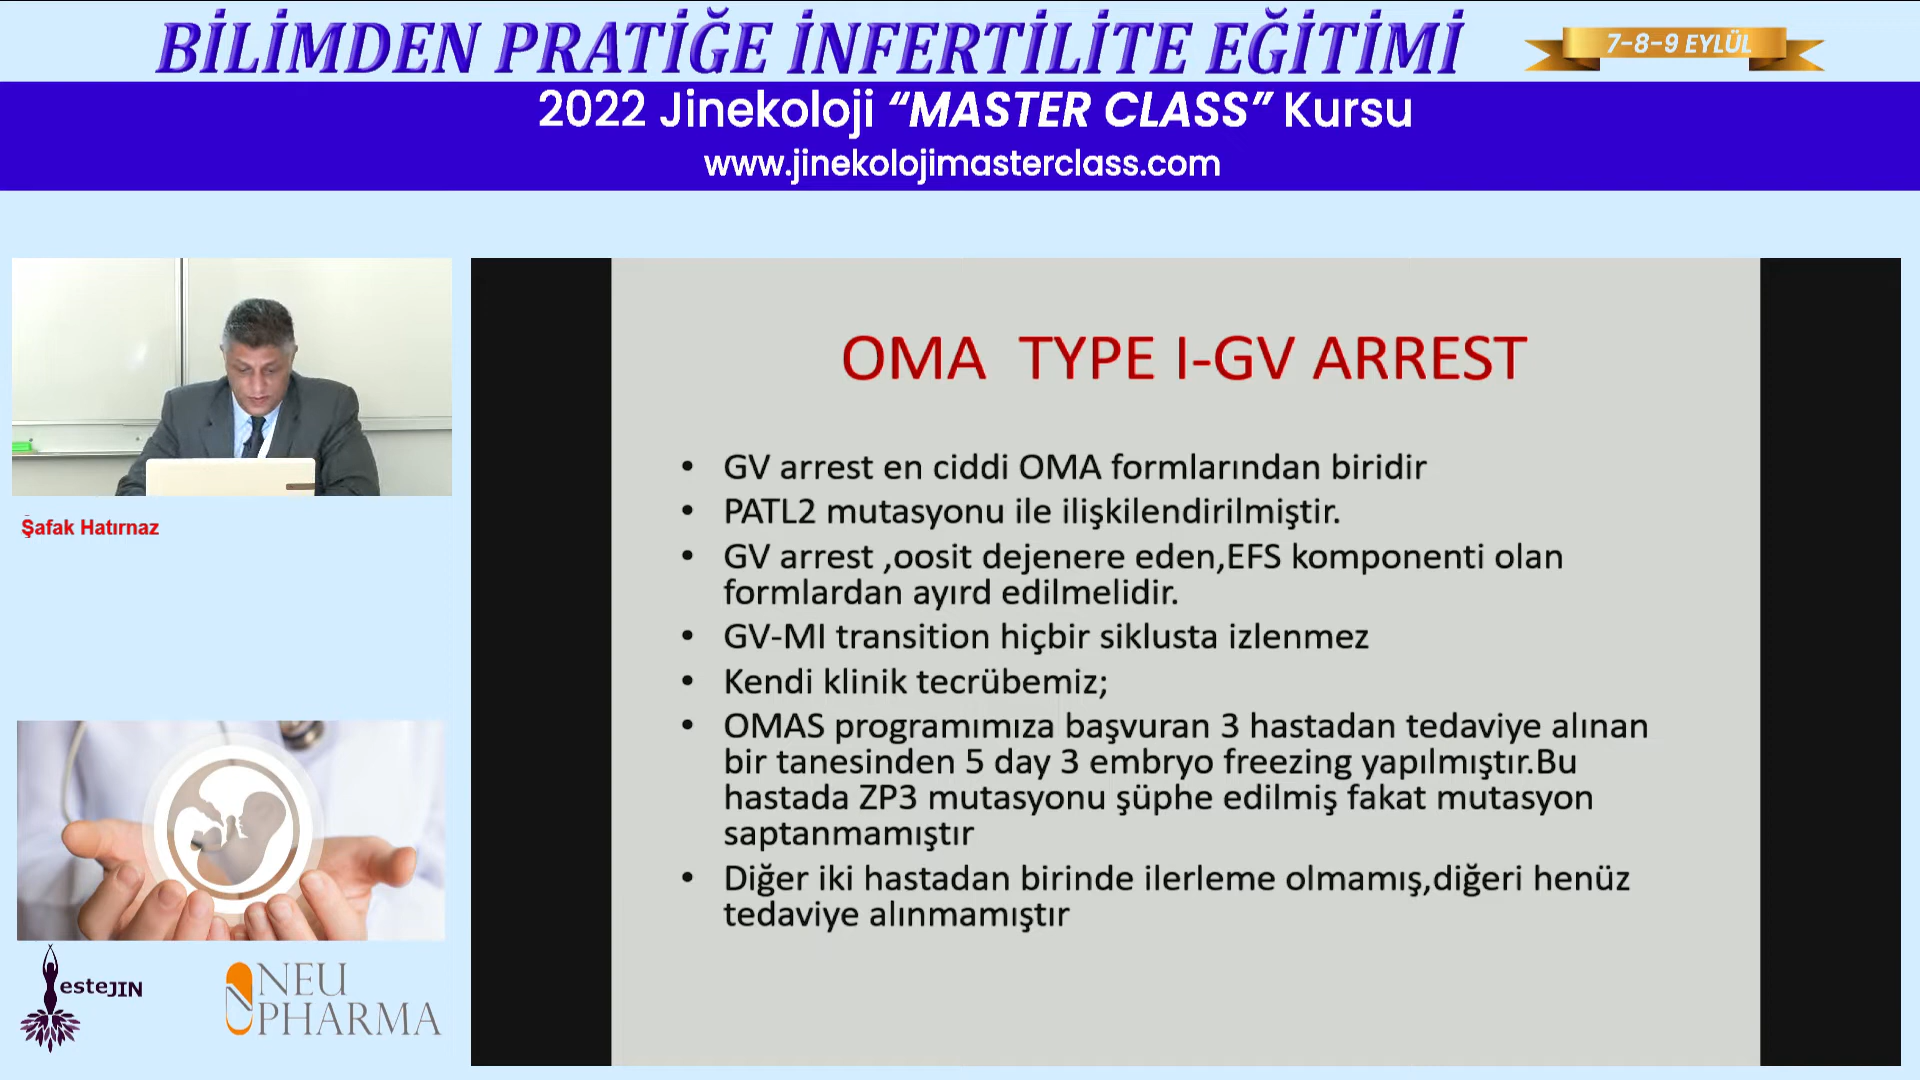 BİLİMDEN PRATİĞE İNFERTİLİTE EĞİTİMİ
7-8-9 EYLÜL
2022 Jinekoloji “MASTER CLASS” Kursu
www.jinekolojimasterclass.com
Şafak Hatırnaz
OMA TYPE I-GV ARREST
• GV arrest en ciddi OMA formlarından biridir
• PATL2 mutasyonu ile ilişkilendirilmiştir.
• GV arrest ,oosit dejenere eden,EFS komponenti olan
formlardan ayırd edilmelidir.
• GV-MI transition hiçbir siklusta izlenmez
• Kendi klinik tecrübemiz;
• OMAS programımıza başvuran 3 hastadan tedaviye alınan
bir tanesinden 5 day 3 embryo freezing yapılmıştır.Bu
hastada ZP3 mutasyonu şüphe edilmiş fakat mutasyon
saptanmamıştır
• Diğer iki hastadan birinde ilerleme olmamış,diğeri henüz
tedaviye alınmamıştır
esteJIN
NEU
PHARMA